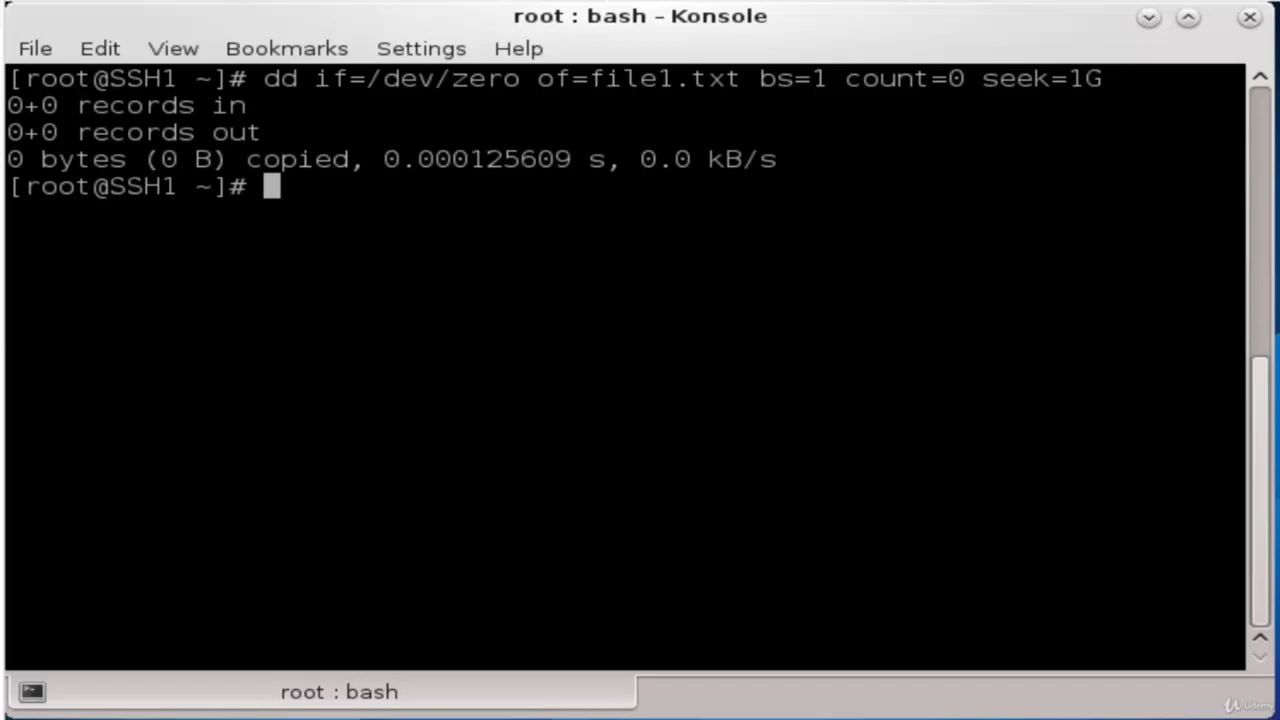 root : bash – Konsole
File Edit View Bookmarks Settings Help
[root@SSH1 ~]# dd if=/dev/zero of=file1.txt bs=1 count=0 seek=1G
0+0 records in
0+0 records out
0 bytes (0 B) copied, 0.000125609 s, 0.0 kB/s
[root@SSH1 ~]#
root : bash
Udemy